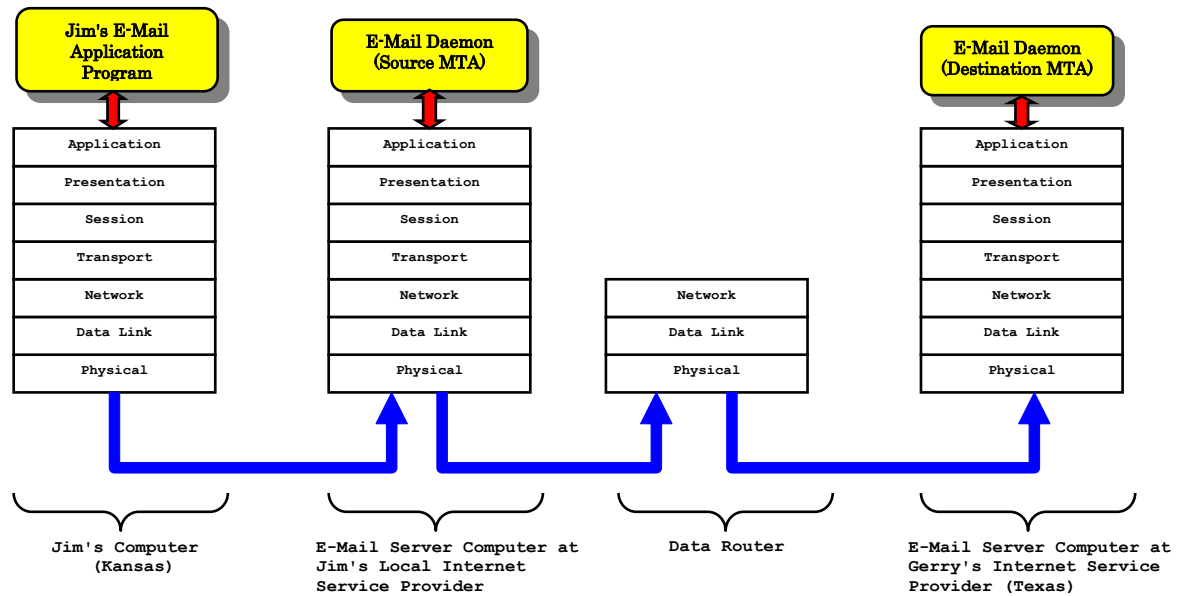 Jim's E-Mail
Application
Program
E-Mail Daemon
(Source MTA)
E-Mail Daemon
(Destination MTA)
Application
Presentation
Session
Transport
Network
Data Link
Physical
Application
Presentation
Session
Transport
Network
Data Link
Physical
Network
Data Link
Physical
Application
Presentation
Session
Transport
Network
Data Link
Physical
Jim's Computer
(Kansas)
E-Mail Server Computer at
Jim's Local Internet
Service Provider
Data Router
E-Mail Server Computer at
Gerry's Internet Service
Provider (Texas)